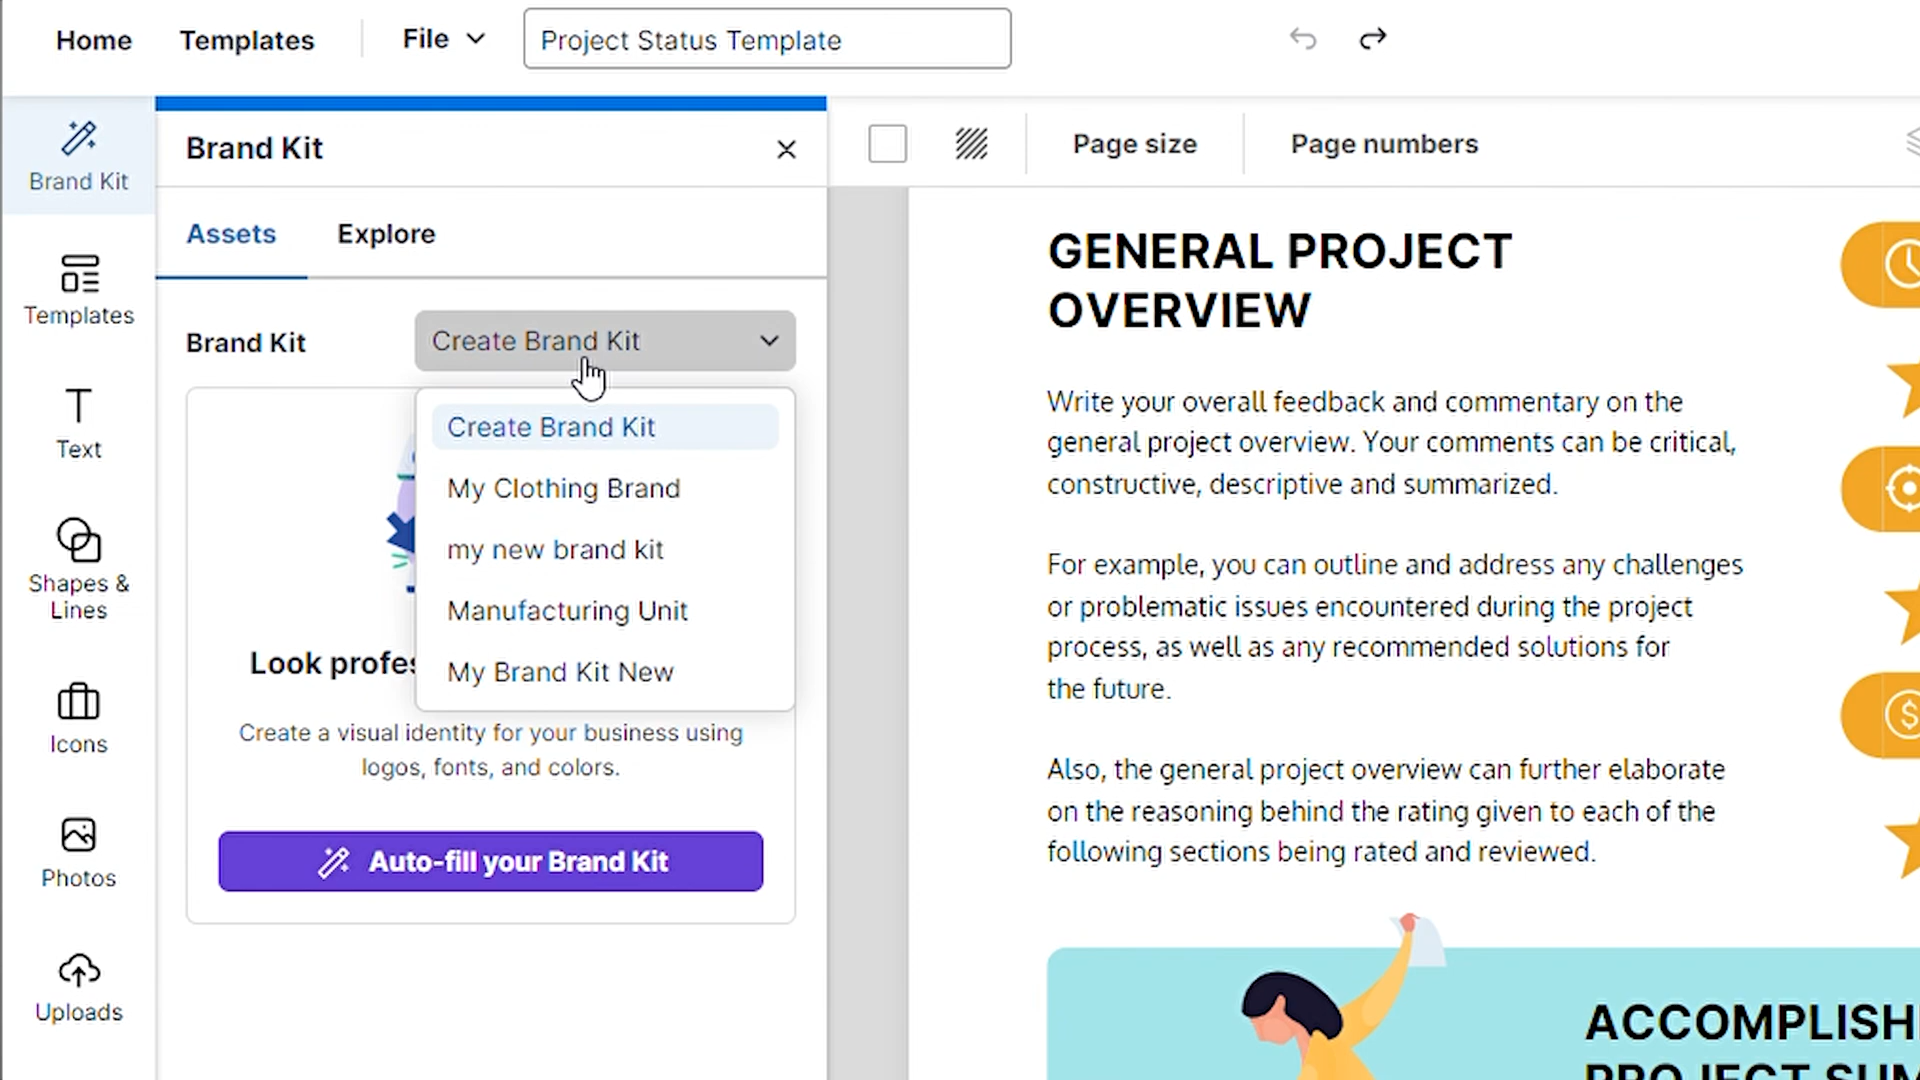 Home
Templates
File
Project Status Template
Brand Kit
Templates
Text
Shapes &
Lines
Icons
Photos
Uploads
Brand Kit
Assets
Explore
Brand Kit
Create Brand Kit
Create Brand Kit
My Clothing Brand
my new brand kit
Manufacturing Unit
My Brand Kit New
Look
Create a visual identity for your business using
logos, fonts, and colors.
Auto-fill your Brand Kit
Page size
Page numbers
GENERAL PROJECT
OVERVIEW
Write your overall feedback and commentary on the
general project overview. Your comments can be critical,
constructive, descriptive and summarized.
For example, you can outline and address any challenges
or problematic issues encountered during the project
process, as well as any recommended solutions for
the future.
Also, the general project overview can further elaborate
on the reasoning behind the rating given to each of the
following sections being rated and reviewed.
PROJECT